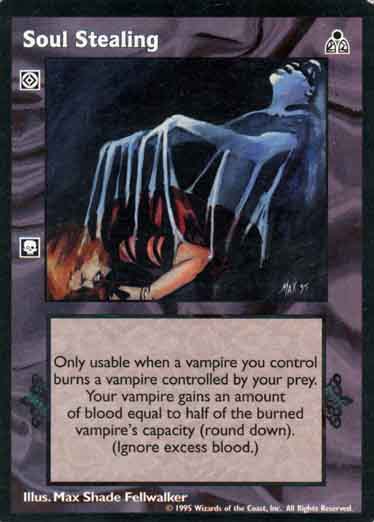 Soul Stealing
MAX 95
Only usable when a vampire you control
burns a vampire controlled by your prey.
Your vampire gains an amount
of blood equal to half of the burned
vampire's capacity (round down).
(Ignore excess blood.)
Illus. Max Shade Fellwalker
© 1995 Wizards of the Coast, Inc. All Rights Reserved.